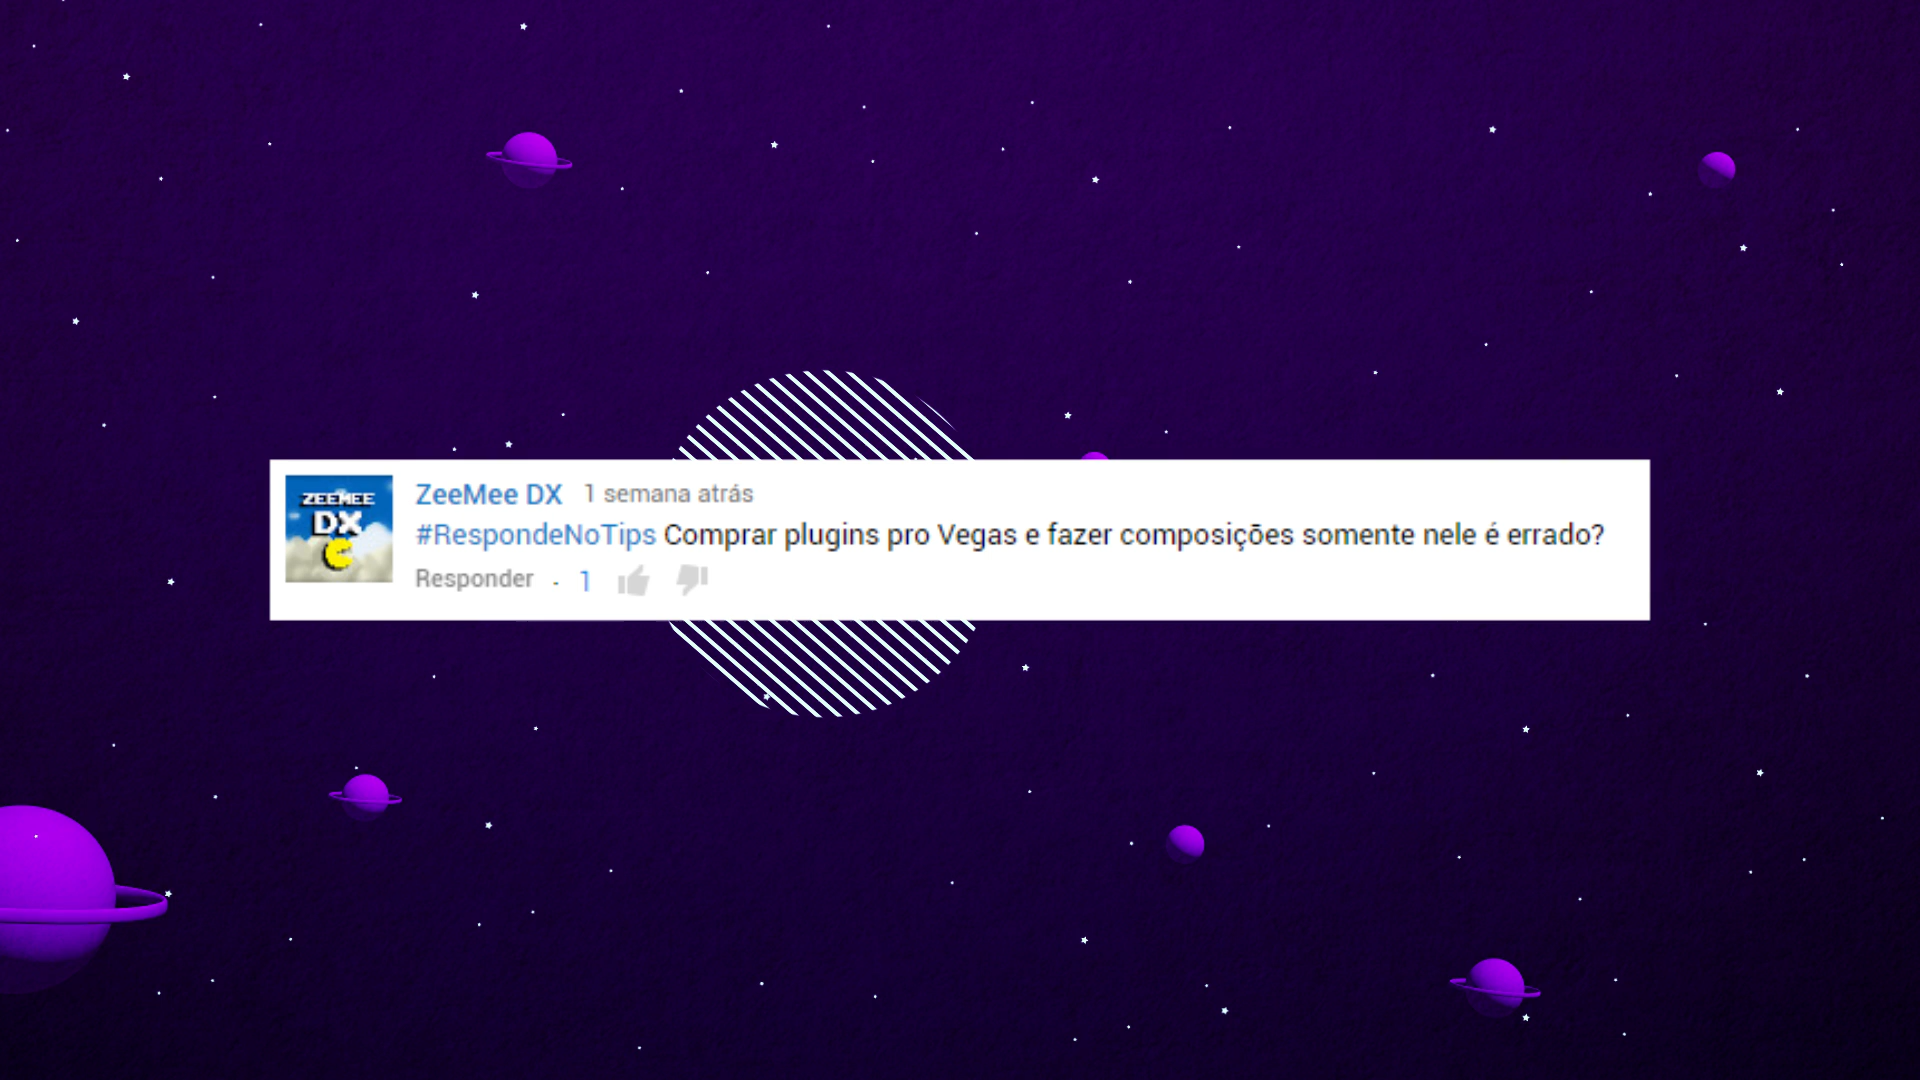 ZEEMEE
DX
ZeeMee DX 1 semana atrás
#RespondeNoTips Comprar plugins pro Vegas e fazer composições somente nele é errado?
Responder - 1